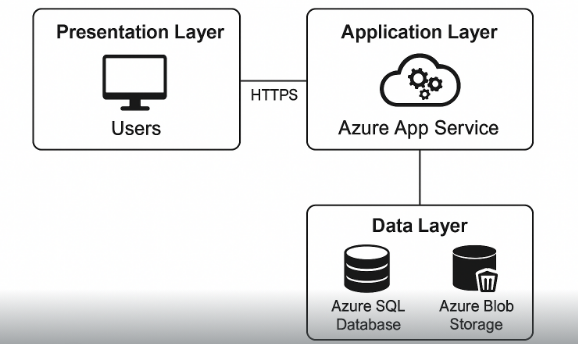 Presentation Layer
Users
HTTPS
Application Layer
Azure App Service
Data Layer
Azure SQL
Database
Azure Blob
Storage